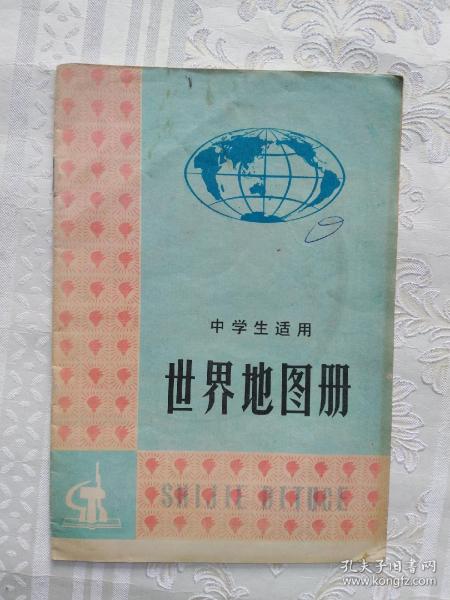 中学生适用
世界地图册
SHIJIE DITUCE
孔夫子旧书网
www.kongfz.com